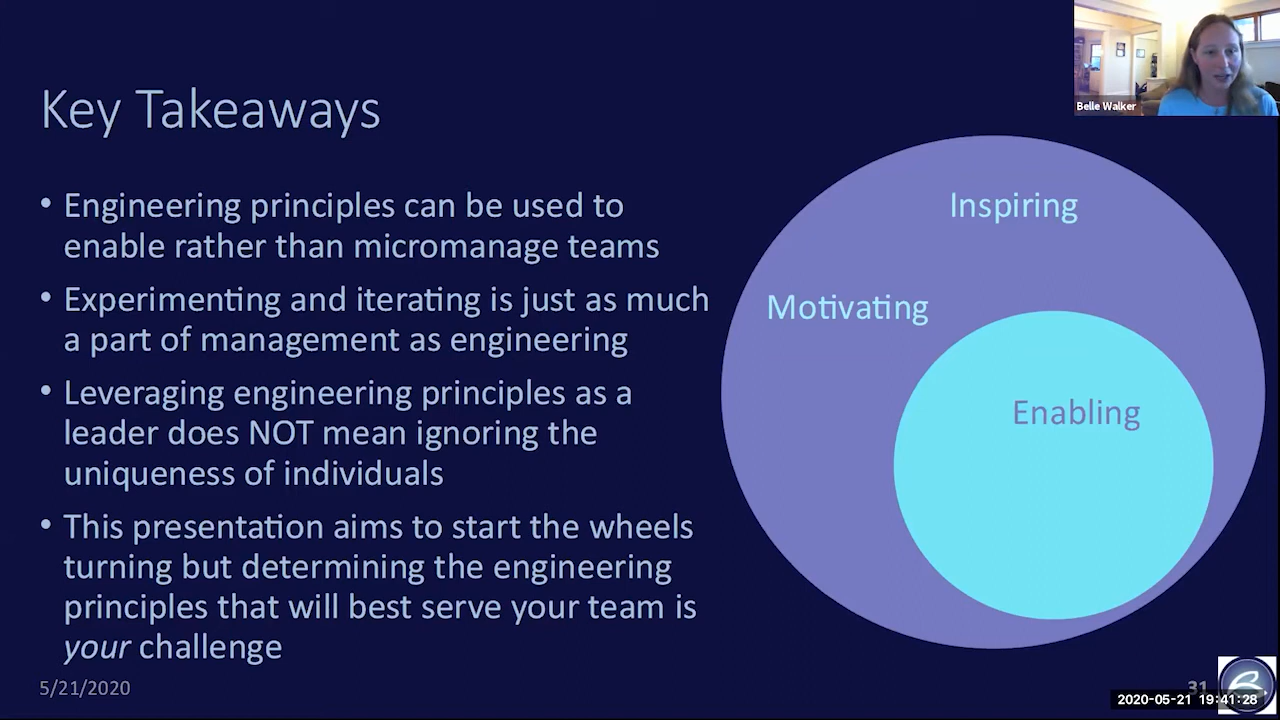 Belle Walker
Key Takeaways
• Engineering principles can be used to
enable rather than micromanage teams
• Experimenting and iterating is just as much
a part of management as engineering
• Leveraging engineering principles as a
leader does NOT mean ignoring the
uniqueness of individuals
• This presentation aims to start the wheels
turning but determining the engineering
principles that will best serve your team is
your challenge
Inspiring
Motivating
Enabling
5/21/2020
31
2020-05-21 19:41:28